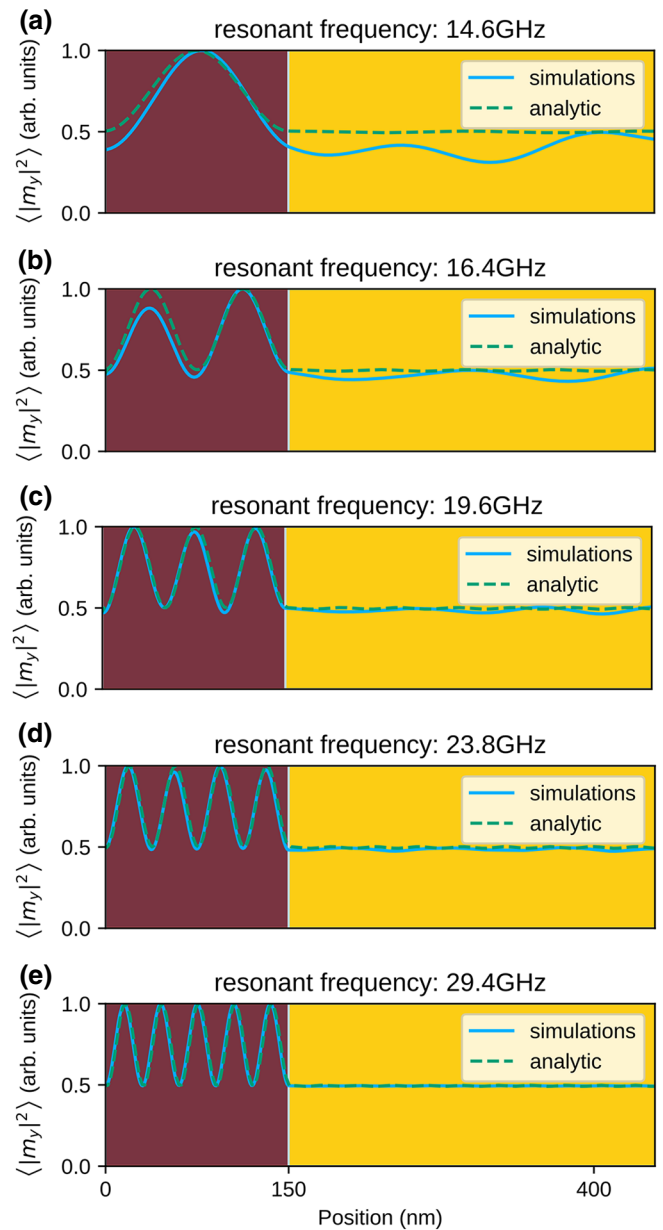 (a)
resonant frequency: 14.6GHz
⟨|m_y|²⟩ (arb. units)
1.0
0.5
0.0
simulations
analytic
(b)
resonant frequency: 16.4GHz
⟨|m_y|²⟩ (arb. units)
1.0
0.5
0.0
simulations
analytic
(c)
resonant frequency: 19.6GHz
⟨|m_y|²⟩ (arb. units)
1.0
0.5
0.0
simulations
analytic
(d)
resonant frequency: 23.8GHz
⟨|m_y|²⟩ (arb. units)
1.0
0.5
0.0
simulations
analytic
(e)
resonant frequency: 29.4GHz
⟨|m_y|²⟩ (arb. units)
1.0
0.5
0.0
simulations
analytic
0 150 400
Position (nm)